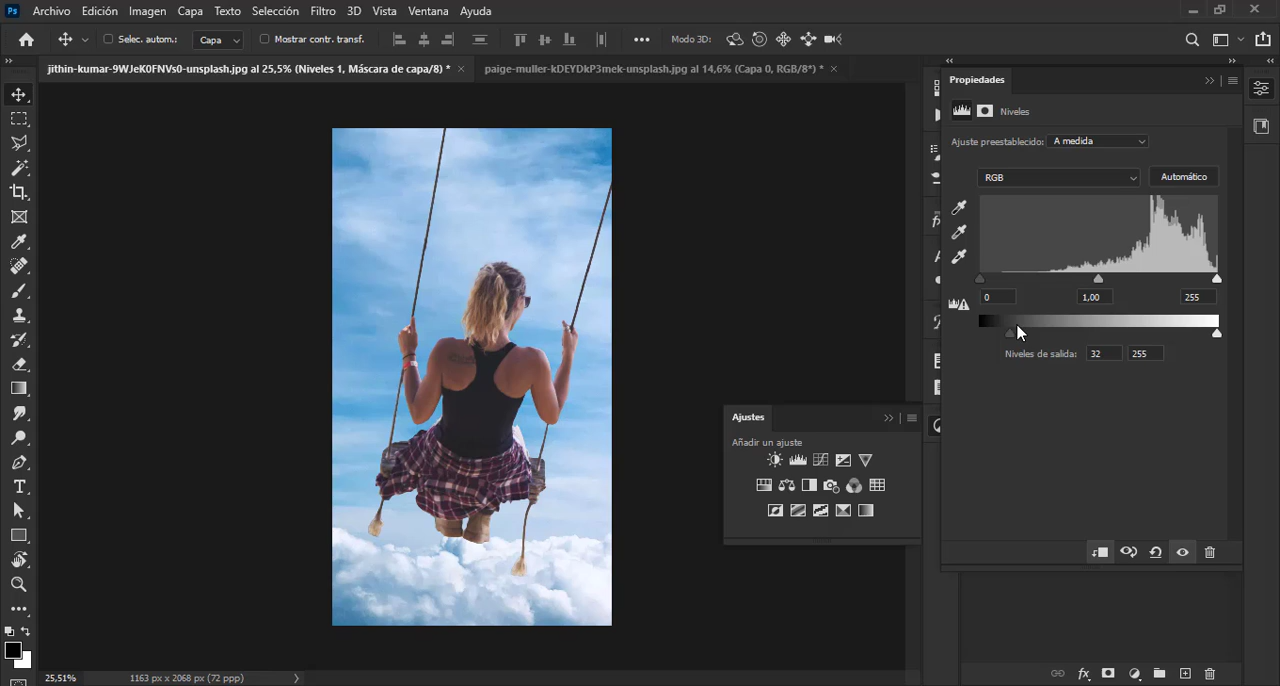 Ps Archivo Edición Imagen Capa Texto Selección Filtro 3D Vista Ventana Ayuda
Selec. autom.: Capa Mostrar contr. transf. Modo 3D:
jithin-kumar-9WJeK0FNVs0-unsplash.jpg al 25,5% (Niveles 1, Máscara de capa/8) * × paige-muller-kDEYDkP3mek-unsplash.jpg al 14,6% (Capa 0, RGB/8*) * ×
Propiedades
Niveles
Ajuste preestablecido: A medida
RGB Automático
0 1,00 255
Niveles de salida: 32 255
Ajustes
Añadir un ajuste
T
fx
25,51% 1163 px x 2068 px (72 ppp)